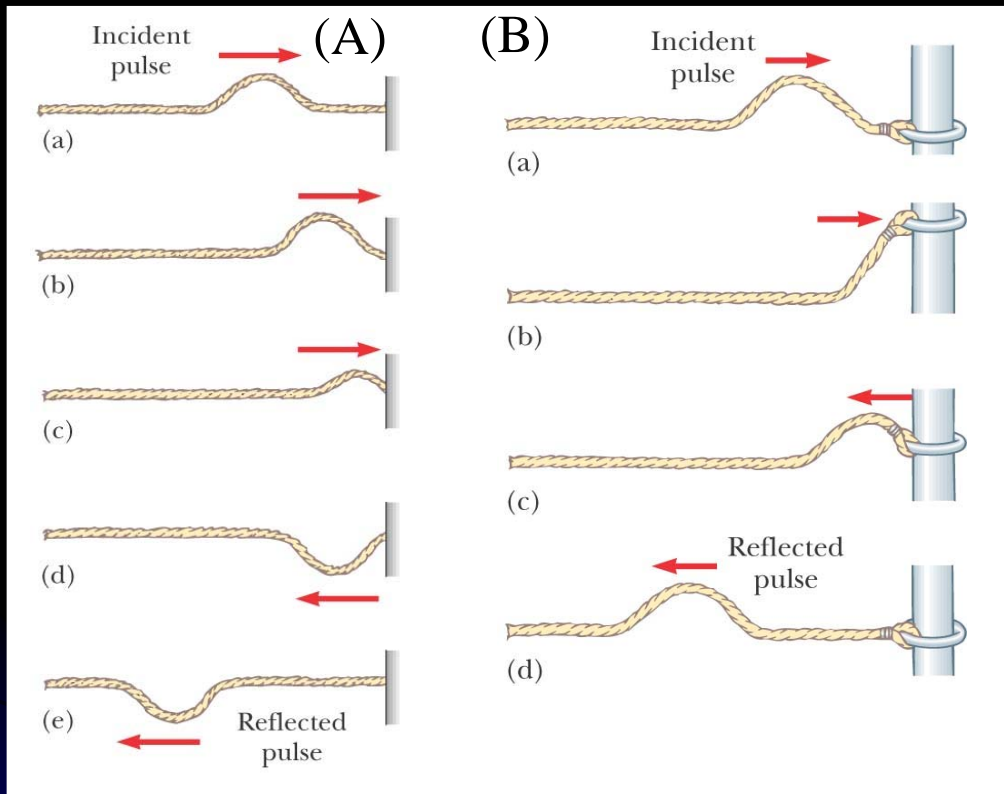 (A)
Incident
pulse
(a)
(b)
(c)
(d)
(e)
Reflected
pulse
(B)
Incident
pulse
(a)
(b)
(c)
Reflected
pulse
(d)